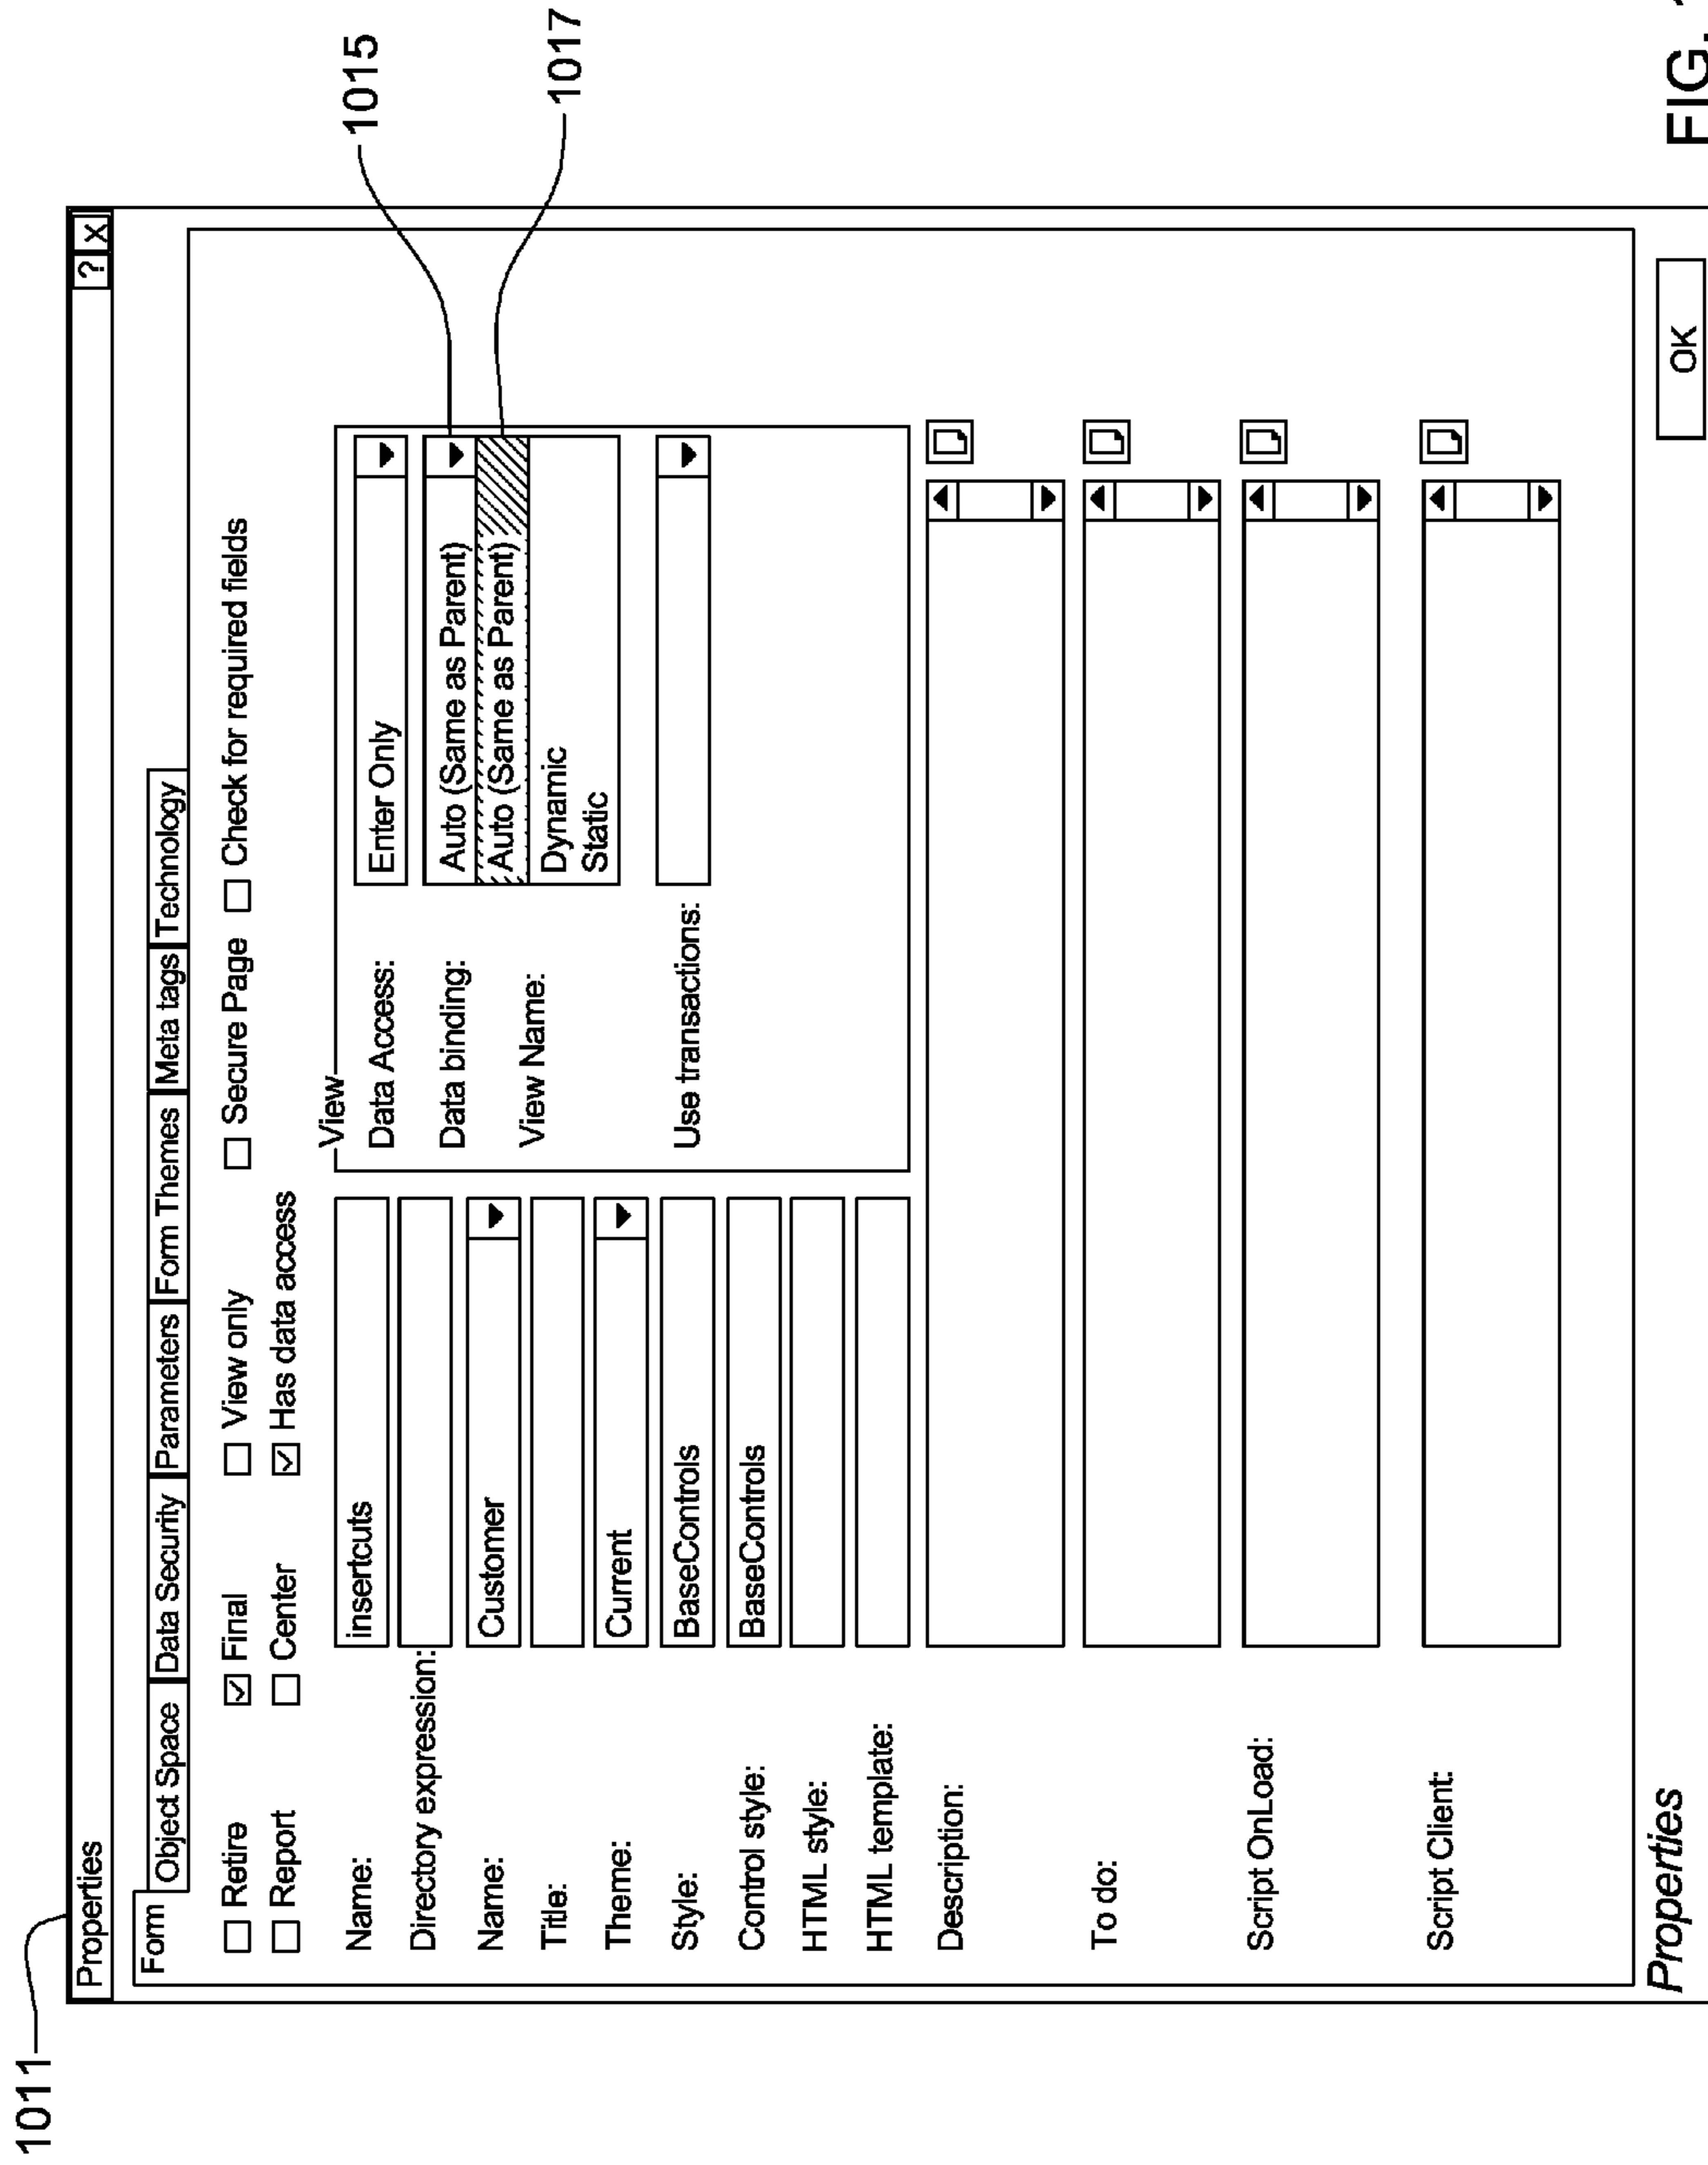 1011
Properties ? X
1015
1017
Form Object Space Data Security Parameters Form Themes Meta tags Technology
Retire Final View only Secure Page Check for required fields
Report Center Has data access
Name: insertcuts
Directory expression:
Name: Customer
Title:
Theme: Current
Style: BaseControls
Control style: BaseControls
HTML style:
HTML template:
View
Data Access: Enter Only
Data binding: Auto (Same as Parent)
Auto (Same as Parent)
View Name: Dynamic
Static
Use transactions:
Description:
To do:
Script OnLoad:
Script Client:
Properties OK
FIG.